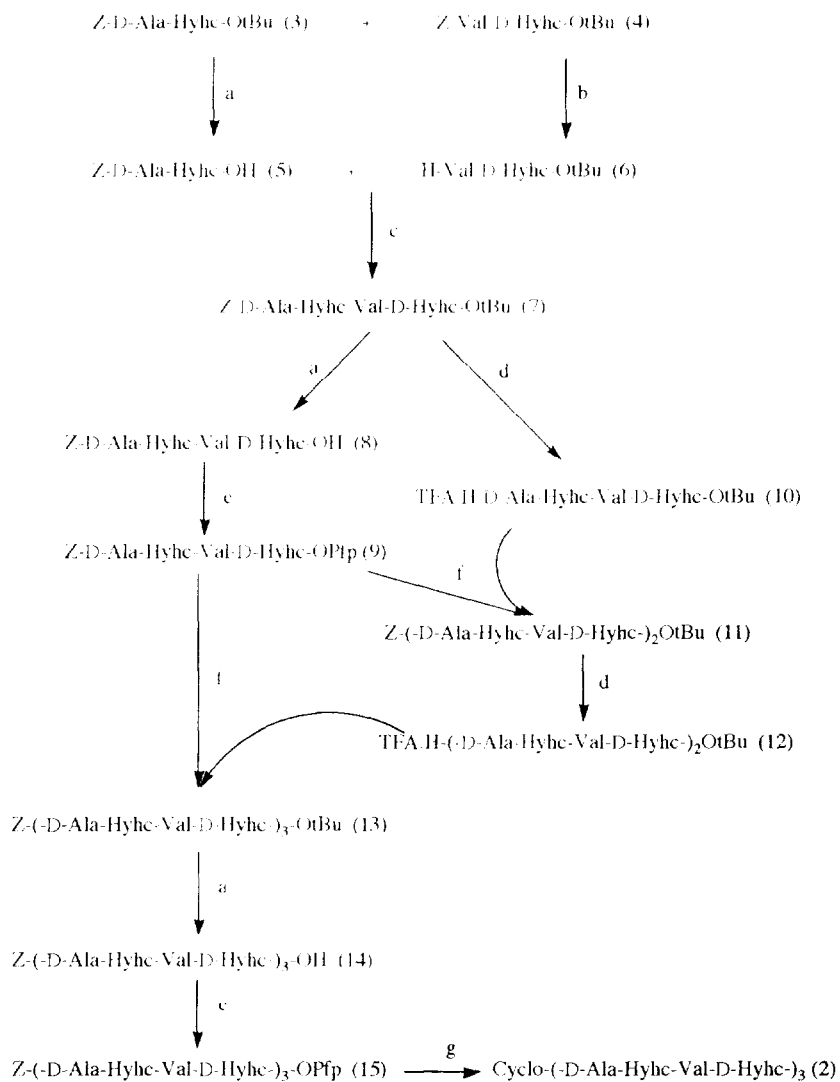 Z-D-Ala-Hyhc-OtBu (3) + Z-Val-D-Hyhc-OtBu (4)
a b
Z-D-Ala-Hyhc-OH (5) + H-Val-D-Hyhc-OtBu (6)
c
Z-D-Ala-Hyhc-Val-D-Hyhc-OtBu (7)
a d
Z-D-Ala-Hyhc-Val-D-Hyhc-OH (8)
e
TFA.H-D-Ala-Hyhc-Val-D-Hyhc-OtBu (10)
Z-D-Ala-Hyhc-Val-D-Hyhc-OPfp (9)
f
Z-(-D-Ala-Hyhc-Val-D-Hyhc-)₂OtBu (11)
f d
TFA.H-(-D-Ala-Hyhc-Val-D-Hyhc-)₂OtBu (12)
Z-(-D-Ala-Hyhc-Val-D-Hyhc-)₃-OtBu (13)
a
Z-(-D-Ala-Hyhc-Val-D-Hyhc-)₃-OH (14)
e
Z-(-D-Ala-Hyhc-Val-D-Hyhc-)₃-OPfp (15) g Cyclo-(-D-Ala-Hyhc-Val-D-Hyhc-)₃ (2)